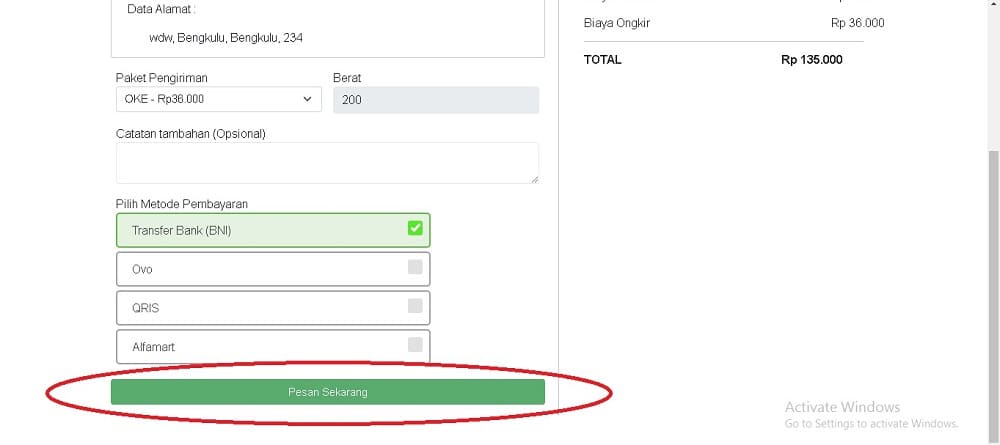 Data Alamat :
wdw, Bengkulu, Bengkulu, 234
Paket Pengiriman
Berat
OKE - Rp36.000
200
Catatan tambahan (Opsional)
Pilih Metode Pembayaran
Transfer Bank (BNI)
Ovo
QRIS
Alfamart
Pesan Sekarang
Biaya Ongkir Rp 36.000
TOTAL Rp 135.000
Activate Windows
Go to Settings to activate Windows.